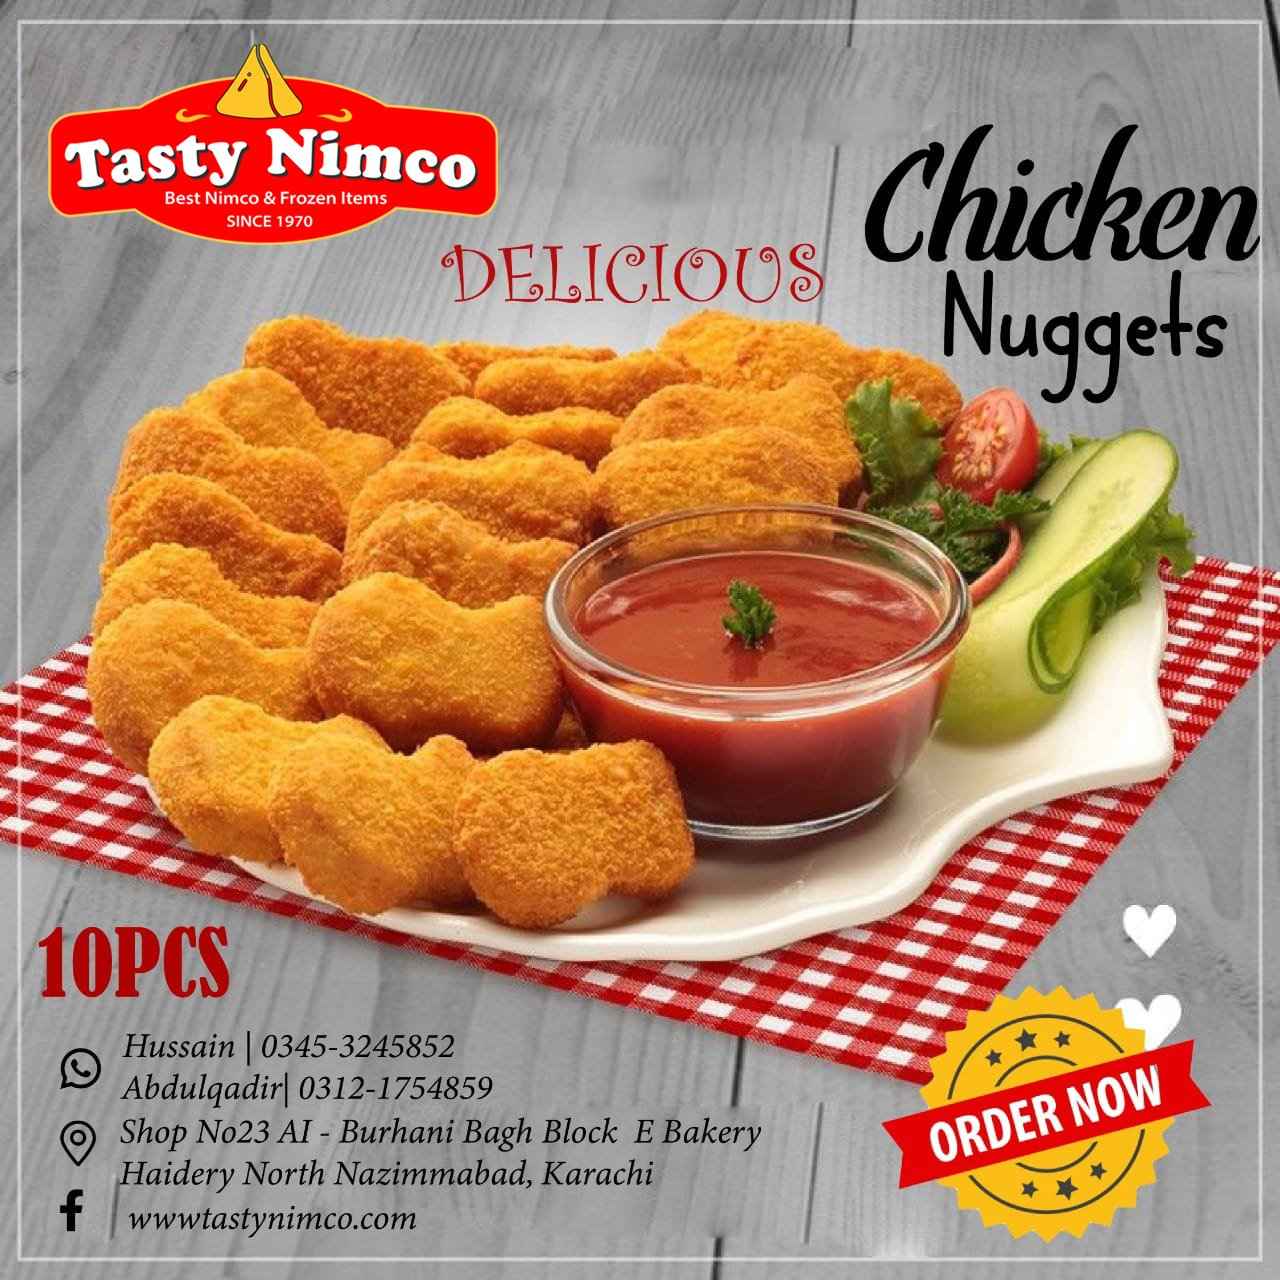 Tasty Nimco
Best Nimco & Frozen Items
SINCE 1970
Chicken
Nuggets
DELICIOUS
10PCS
Hussain | 0345-3245852
Abdulqadir| 0312-1754859
Shop No23 AI - Burhani Bagh Block E Bakery
Haidery North Nazimmabad, Karachi
wwwtastynimco.com
ORDER NOW